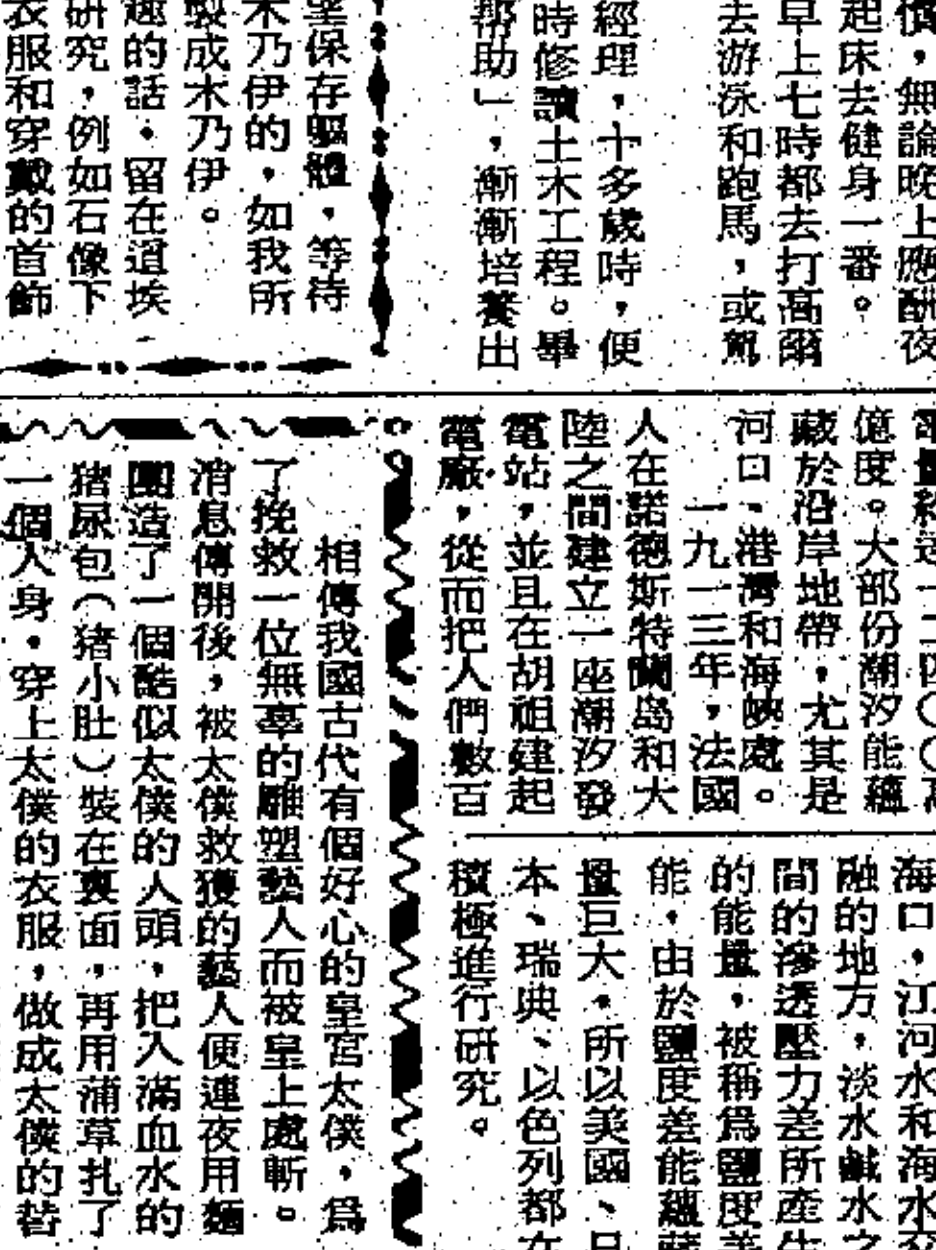 慣，無論晚上應酬夜
起床去健身一番。
早上七時都去打高爾
去游泳和跑馬，或駕
經理，十多歲時，便
時修讀土木工程。畢
帮助」，漸漸培養出
望保存軀體，等待
木乃伊的，如我所
製成木乃伊。
趣的話。留在道埃
研究，例如石像下
衣服和穿戴的首飾
億度。大部份潮汐能蘊
藏於沿岸地帶，尤其是
河口、港灣和海峽處。
一九一三年，法國
人在諾德斯特蘭島和大
陸之間建立一座潮汐發
電站，並且在胡祖建起
電廠，從而把人們數百
海口，江河水和海水
融的地方，淡水鹹水之
間的滲透壓力差所產生
的能量，被稱爲鹽度差
能。由於鹽度差能蘊藏
量巨大，所以美國、日
本、瑞典、以色列都在
積極進行研究。
相傳我國古代有個好心的皇宮太僕，爲
了挽救一位無辜的雕塑藝人而被皇上處斬。
消息傳開後，被太僕救獲的藝人便連夜用麵
團造了一個酷似太僕的人頭，把入滿血水的
猪尿包（猪小肚）裝在裏面，再用蒲草扎了
一個人身。穿上太僕的衣服，做成太僕的替